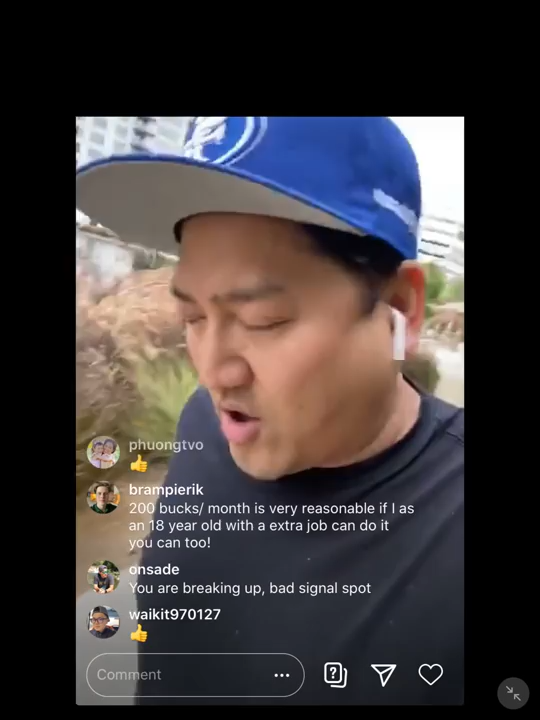 phuongtvo
👍
brampierik
200 bucks/ month is very reasonable if I as
an 18 year old with a extra job can do it
you can too!
onsade
You are breaking up, bad signal spot
waikit970127
👍
Comment